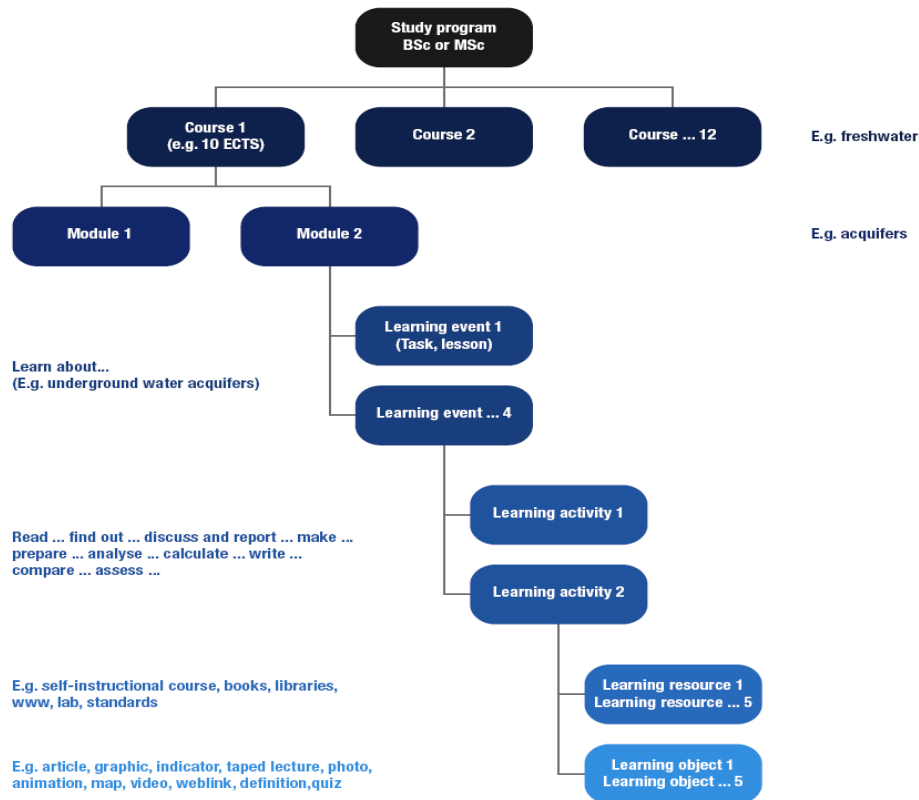 Study program
BSc or MSc
Course 1
(e.g. 10 ECTS)
Course 2
Course ... 12
E.g. freshwater
Module 1
Module 2
E.g. acquifers
Learning event 1
(Task, lesson)
Learn about...
(E.g. underground water acquifers)
Learning event ... 4
Learning activity 1
Read ... find out ... discuss and report ... make ...
prepare ... analyse ... calculate ... write ...
compare ... assess ...
Learning activity 2
E.g. self-instructional course, books, libraries,
www, lab, standards
Learning resource 1
Learning resource ... 5
E.g. article, graphic, indicator, taped lecture, photo,
animation, map, video, weblink, definition,quiz
Learning object 1
Learning object ... 5